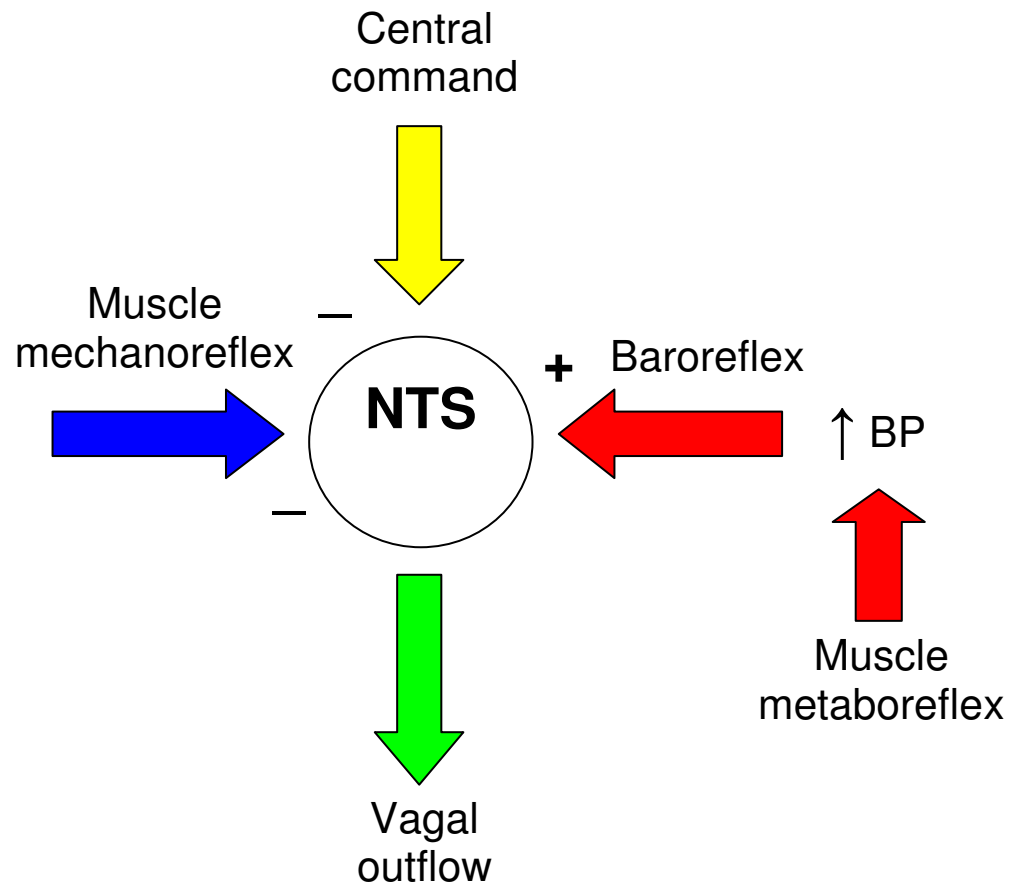 Central
command
Muscle
mechanoreflex
–
+
Baroreflex
NTS
↑ BP
–
Muscle
metaboreflex
Vagal
outflow